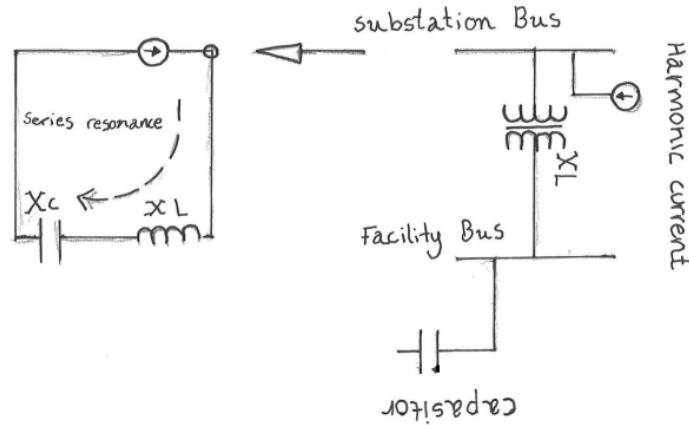 substation Bus
Series resonance
Xc
XL
XL
Harmonic current
Facility Bus
capasitor